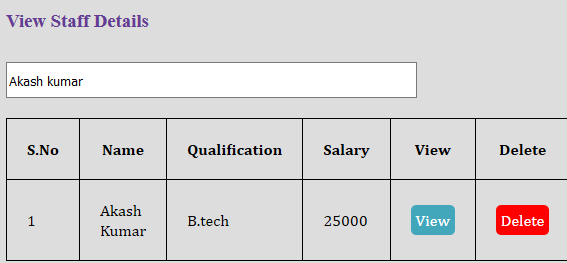 View Staff Details
Akash kumar
S.No Name Qualification Salary View Delete
1 Akash Kumar B.tech 25000 View Delete